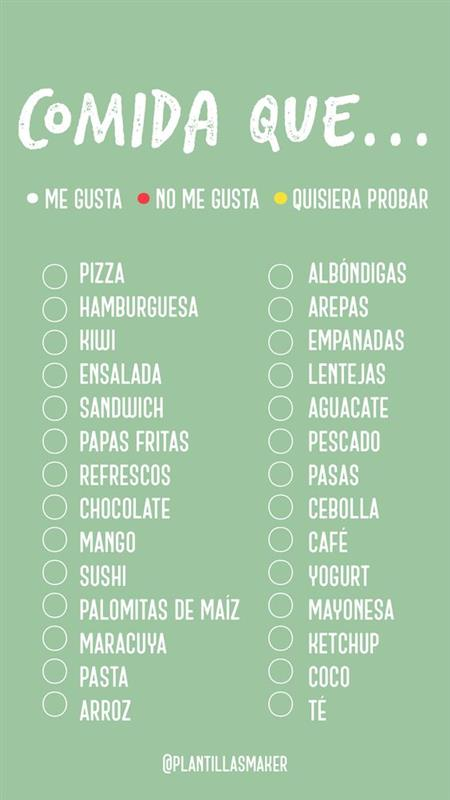 COMIDA QUE...
ME GUSTA NO ME GUSTA QUISIERA PROBAR
PIZZA
HAMBURGUESA
KIWI
ENSALADA
SANDWICH
PAPAS FRITAS
REFRESCOS
CHOCOLATE
MANGO
SUSHI
PALOMITAS DE MAÍZ
MARACUYA
PASTA
ARROZ
ALBÓNDIGAS
AREPAS
EMPANADAS
LENTEJAS
AGUACATE
PESCADO
PASAS
CEBOLLA
CAFÉ
YOGURT
MAYONESA
KETCHUP
COCO
TÉ
@PLANTILLASMAKER